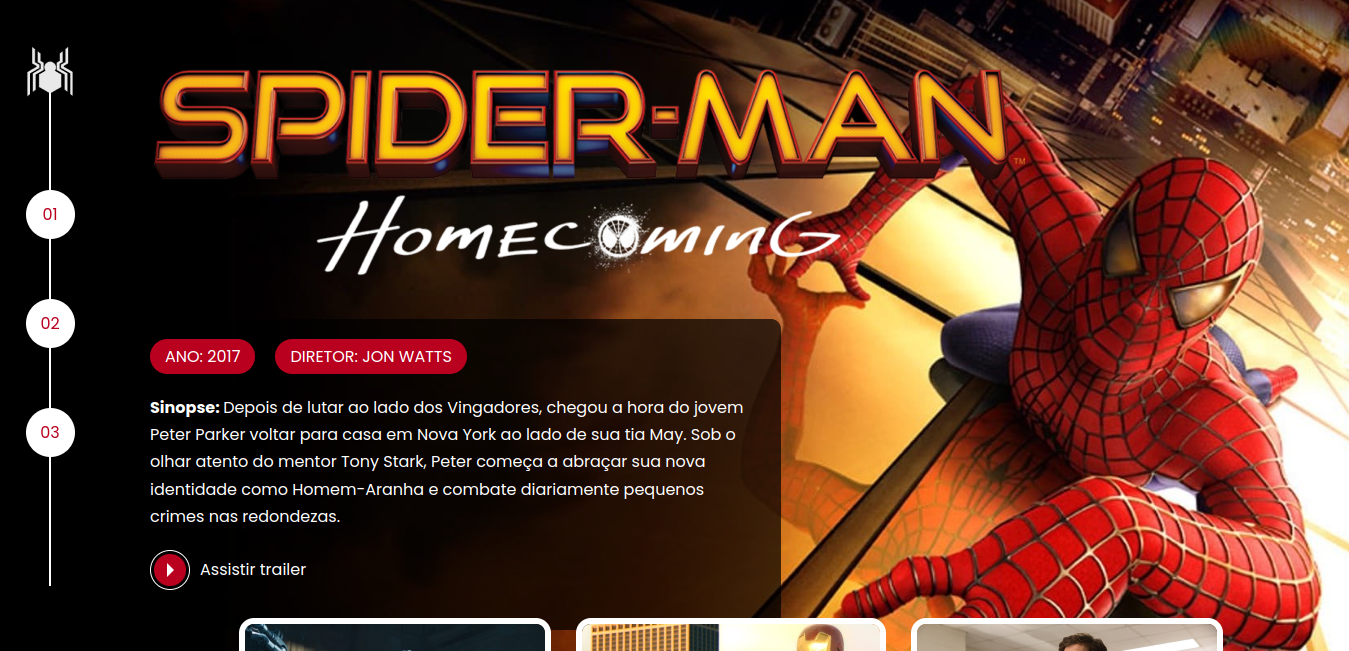 SPIDER-MAN
TM
HOMECOMING
01
02
03
ANO: 2017
DIRETOR: JON WATTS
Sinopse: Depois de lutar ao lado dos Vingadores, chegou a hora do jovem
Peter Parker voltar para casa em Nova York ao lado de sua tia May. Sob o
olhar atento do mentor Tony Stark, Peter começa a abraçar sua nova
identidade como Homem-Aranha e combate diariamente pequenos
crimes nas redondezas.
Assistir trailer